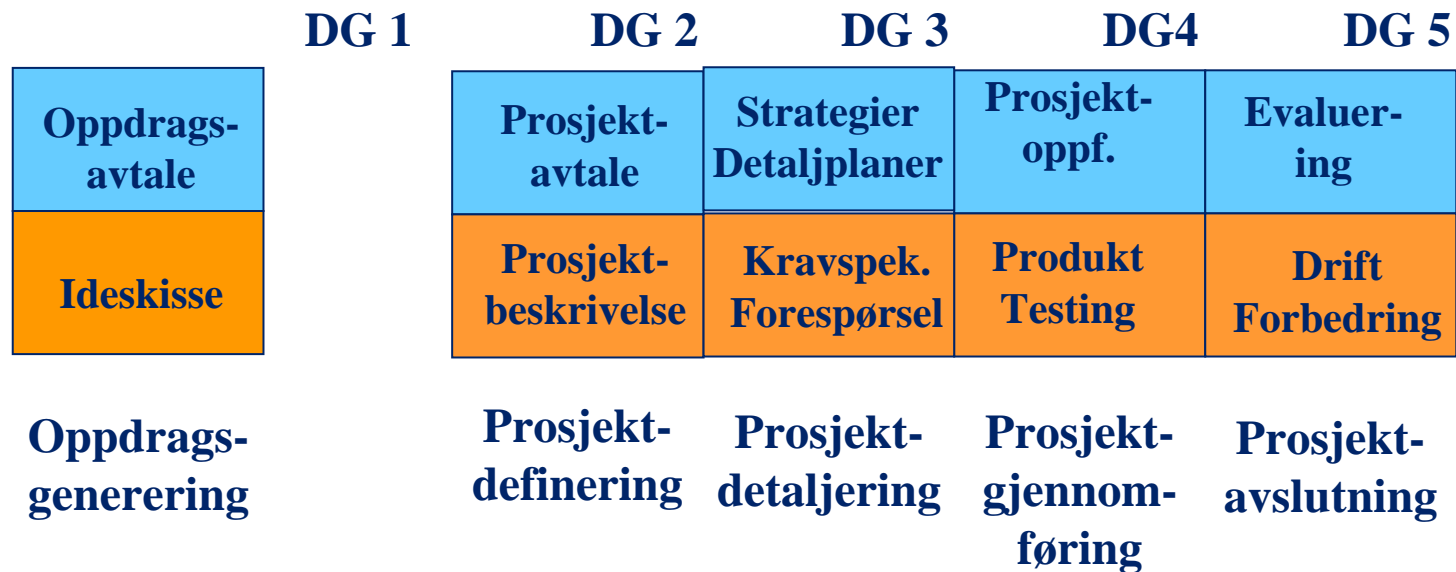 DG 1 DG 2 DG 3 DG4 DG 5
Oppdrags-
avtale
Prosjekt-
avtale
Strategier
Detaljplaner
Prosjekt-
oppf.
Evaluer-
ing
Ideskisse
Prosjekt-
beskrivelse
Kravspek.
Forespørsel
Produkt
Testing
Drift
Forbedring
Oppdrags-
generering
Prosjekt-
definering
Prosjekt-
detaljering
Prosjekt-
gjennom-
føring
Prosjekt-
avslutning